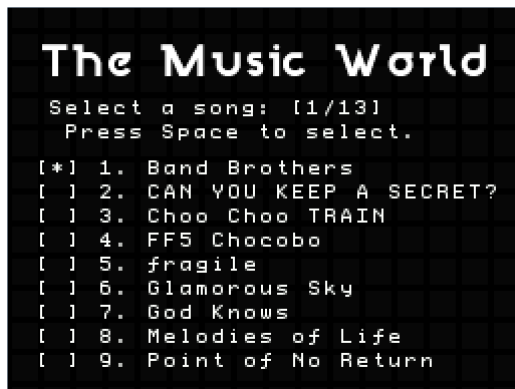 The Music World
Select a song: [1/13]
Press Space to select.
[*] 1. Band Brothers
[ ] 2. CAN YOU KEEP A SECRET?
[ ] 3. Choo Choo TRAIN
[ ] 4. FF5 Chocobo
[ ] 5. fragile
[ ] 6. Glamorous Sky
[ ] 7. God Knows
[ ] 8. Melodies of Life
[ ] 9. Point of No Return